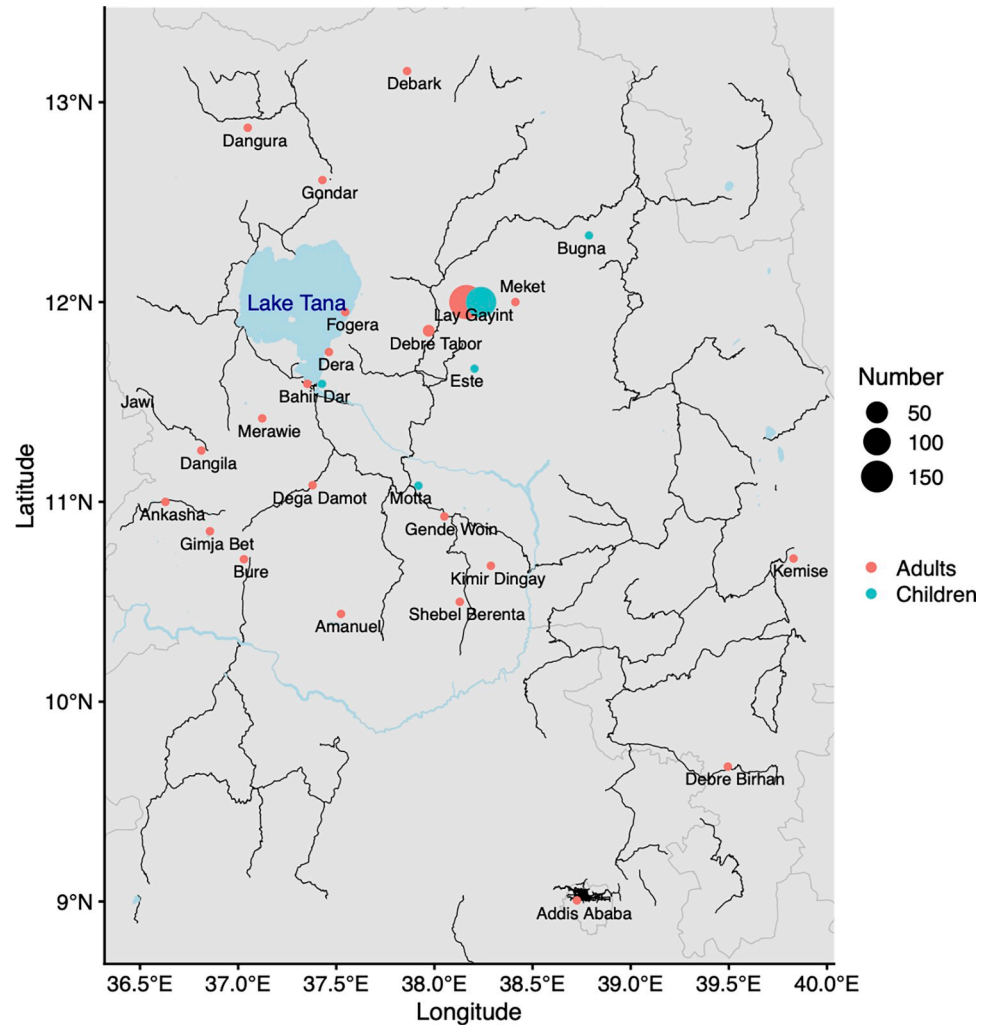 13°N
12°N
11°N
10°N
9°N
Latitude
Debark
Dangura
Gondar
Bugna
Lake Tana
Meket
Lay Gayint
Fogera
Debre Tabor
Dera
Este
Bahir Dar
Jawi
Merawie
Dangila
Dega Damot
Motta
Ankasha
Gende Woin
Gimja Bet
Bure
Kimir Dingay
Kemise
Shebel Berenta
Amanuel
Debre Birhan
Addis Ababa
36.5°E 37.0°E 37.5°E 38.0°E 38.5°E 39.0°E 39.5°E 40.0°E
Longitude
Number
50
100
150
Adults
Children